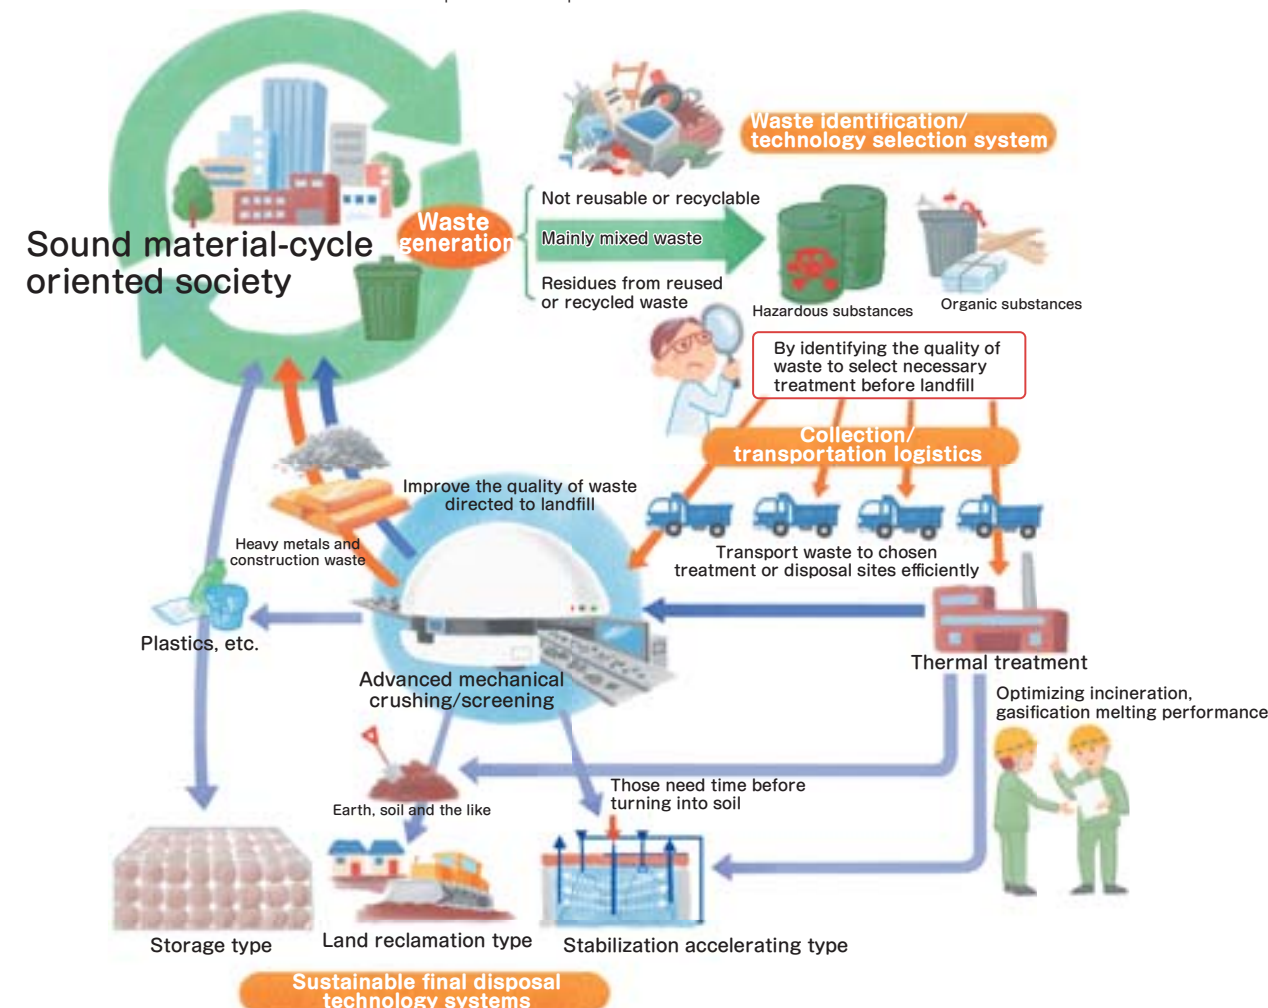 Waste identification/
technology selection system
Not reusable or recyclable
Mainly mixed waste
Residues from reused
or recycled waste
Waste
generation
Sound material-cycle
oriented society
Hazardous substances
Organic substances
By identifying the quality of
waste to select necessary
treatment before landfill
Collection/
transportation logistics
Improve the quality of waste
directed to landfill
Heavy metals and
construction waste
Transport waste to chosen
treatment or disposal sites efficiently
Plastics, etc.
Thermal treatment
Advanced mechanical
crushing/screening
Optimizing incineration,
gasification melting performance
Those need time before
turning into soil
Earth, soil and the like
Storage type
Land reclamation type
Stabilization accelerating type
Sustainable final disposal
technology systems